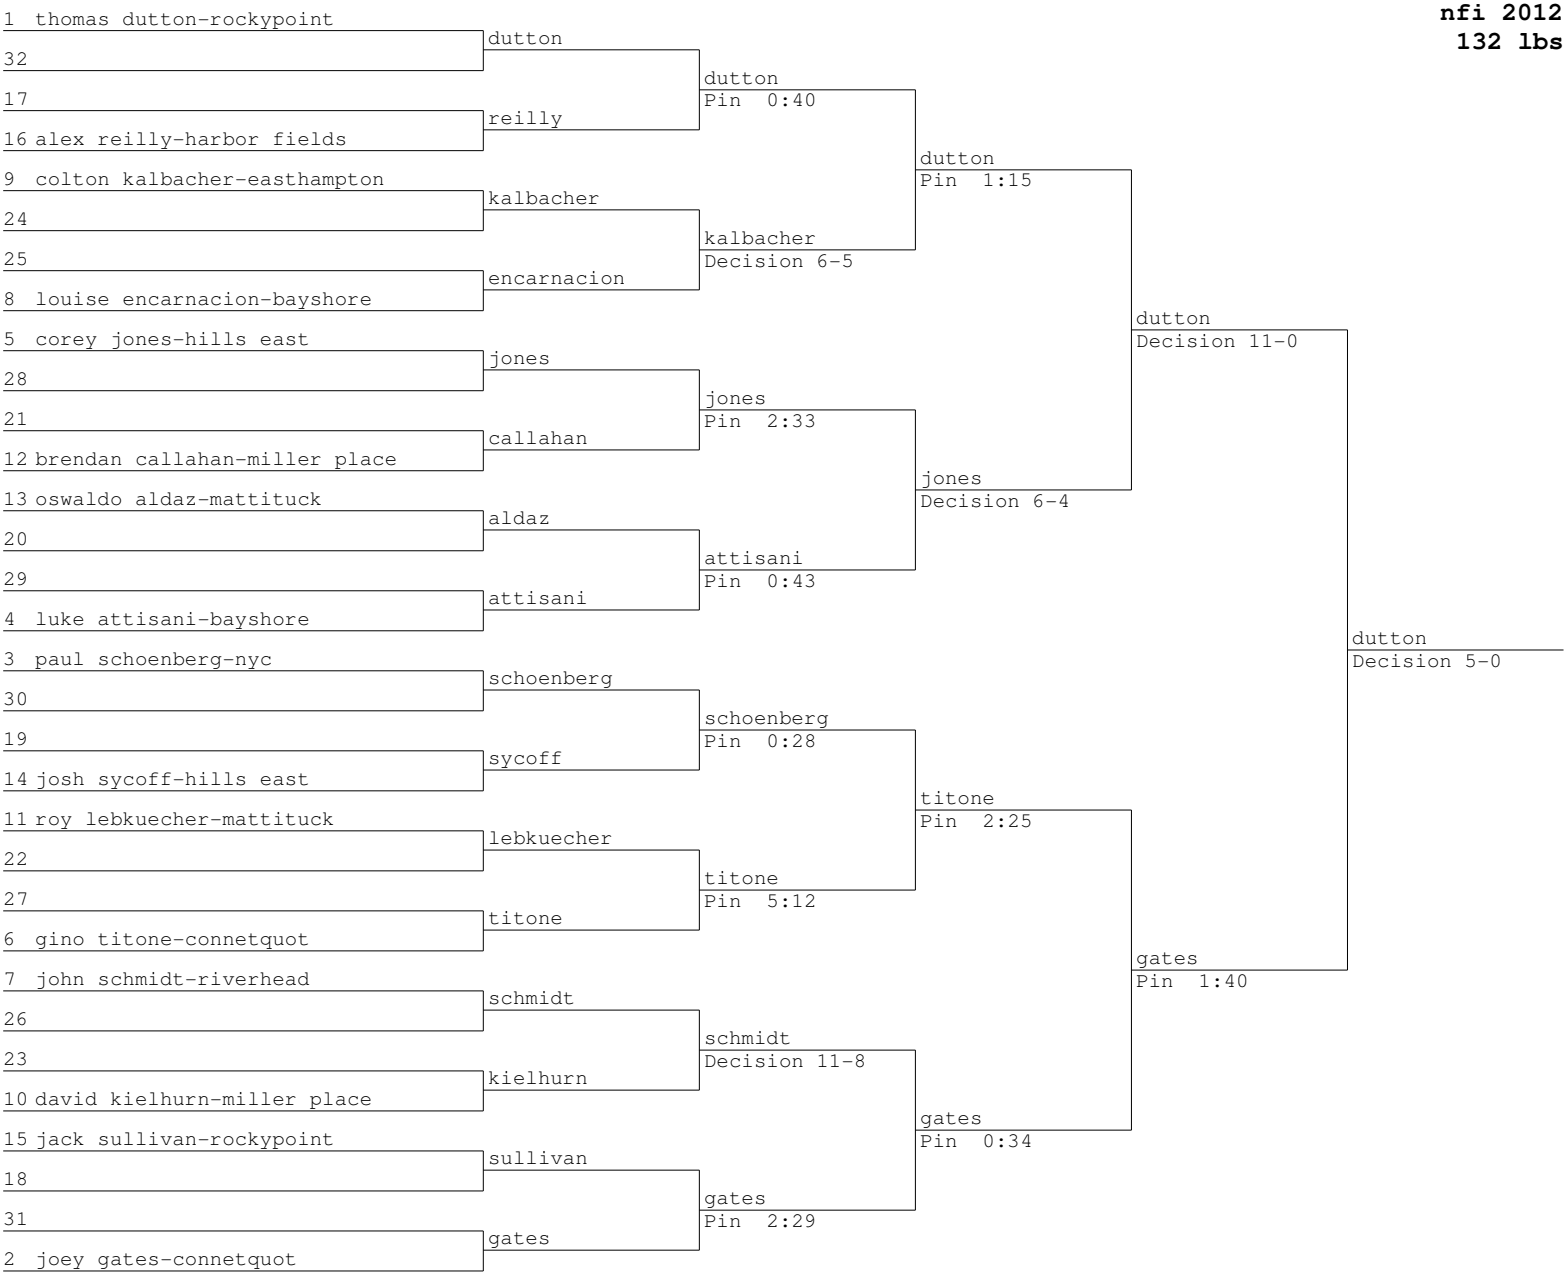 nfi 2012
132 lbs
1 thomas dutton-rockypoint
32
17
16 alex reilly-harbor fields
9 colton kalbacher-easthampton
24
25
8 louise encarnacion-bayshore
5 corey jones-hills east
28
21
12 brendan callahan-miller place
13 oswaldo aldaz-mattituck
20
29
4 luke attisani-bayshore
3 paul schoenberg-nyc
30
19
14 josh sycoff-hills east
11 roy lebkuecher-mattituck
22
27
6 gino titone-connetquot
7 john schmidt-riverhead
26
23
10 david kielhurn-miller place
15 jack sullivan-rockypoint
18
31
2 joey gates-connetquot
dutton
reilly
kalbacher
encarnacion
jones
callahan
aldaz
attisani
schoenberg
sycoff
lebkuecher
titone
schmidt
kielhurn
sullivan
gates
dutton
Pin 0:40
kalbacher
Decision 6-5
jones
Pin 2:33
attisani
Pin 0:43
schoenberg
Pin 0:28
titone
Pin 5:12
schmidt
Decision 11-8
gates
Pin 2:29
dutton
Pin 1:15
jones
Decision 6-4
titone
Pin 2:25
gates
Pin 0:34
dutton
Decision 11-0
gates
Pin 1:40
dutton
Decision 5-0